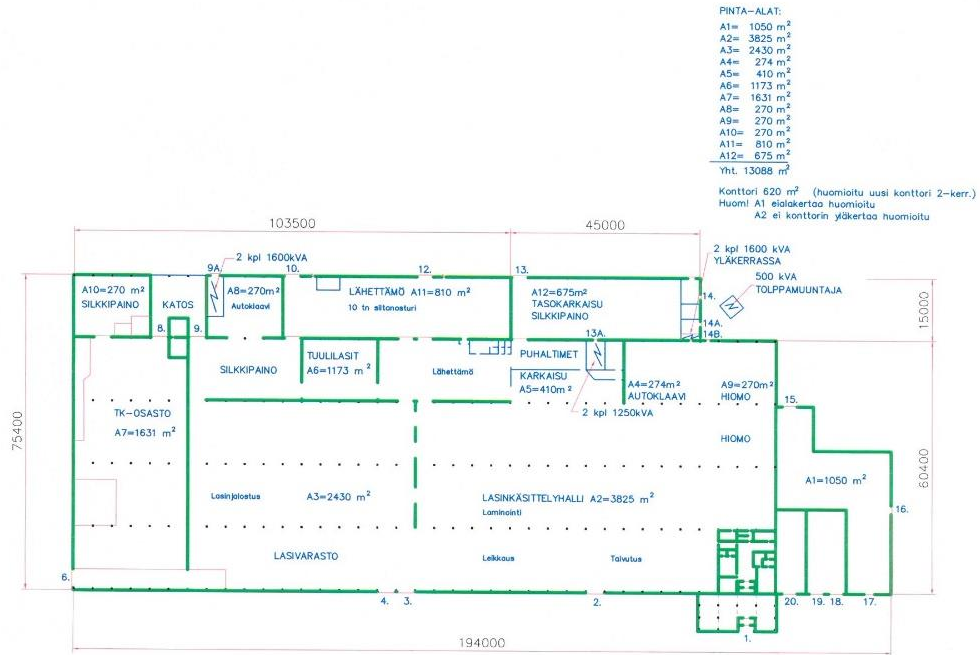 PINTA-ALAT:
A1= 1050 m²
A2= 3825 m²
A3= 2430 m²
A4= 274 m²
A5= 410 m²
A6= 1173 m²
A7= 1631 m²
A8= 270 m²
A9= 270 m²
A10= 270 m²
A11= 810 m²
A12= 675 m²
Yht. 13088 m²
Konttori 620 m² (huomioitu uusi konttori 2-kerr.)
Huom! A1 eialakertaa huomioitu
A2 ei konttorin yläkertaa huomioitu
103500
45000
2 kpl 1600 kVA
YLÄKERRASSA
500 kVA
TOLPPAMUUNTAJA
2 kpl 1600kVA
9A.
10.
12.
13.
A10=270 m²
SILKKIPAINO
KATOS
A8=270m²
Autoklaavi
LÄHETTÄMÖ A11=810 m²
10 tn siltanosturi
A12=675m²
TASOKARKAISU
SILKKIPAINO
14.
14A.
14B.
15000
8.
9.
13A.
SILKKIPAINO
TUULILASIT
A6=1173 m²
Lähettämö
PUHALTIMET
KARKAISU
A5=410m²
A4=274m²
AUTOKLAAVI
A9=270m²
HIOMO
2 kpl 1250kVA
15.
TK-OSASTO
A7=1631 m²
75400
60400
HIOMO
A1=1050 m²
Lasinjalostus
A3=2430 m²
LASINKÄSITTELYHALLI A2=3825 m²
Laminointi
16.
LASIVARASTO
Leikkaus
Taivutus
6.
4.
3.
2.
20.
19.
18.
17.
1.
194000